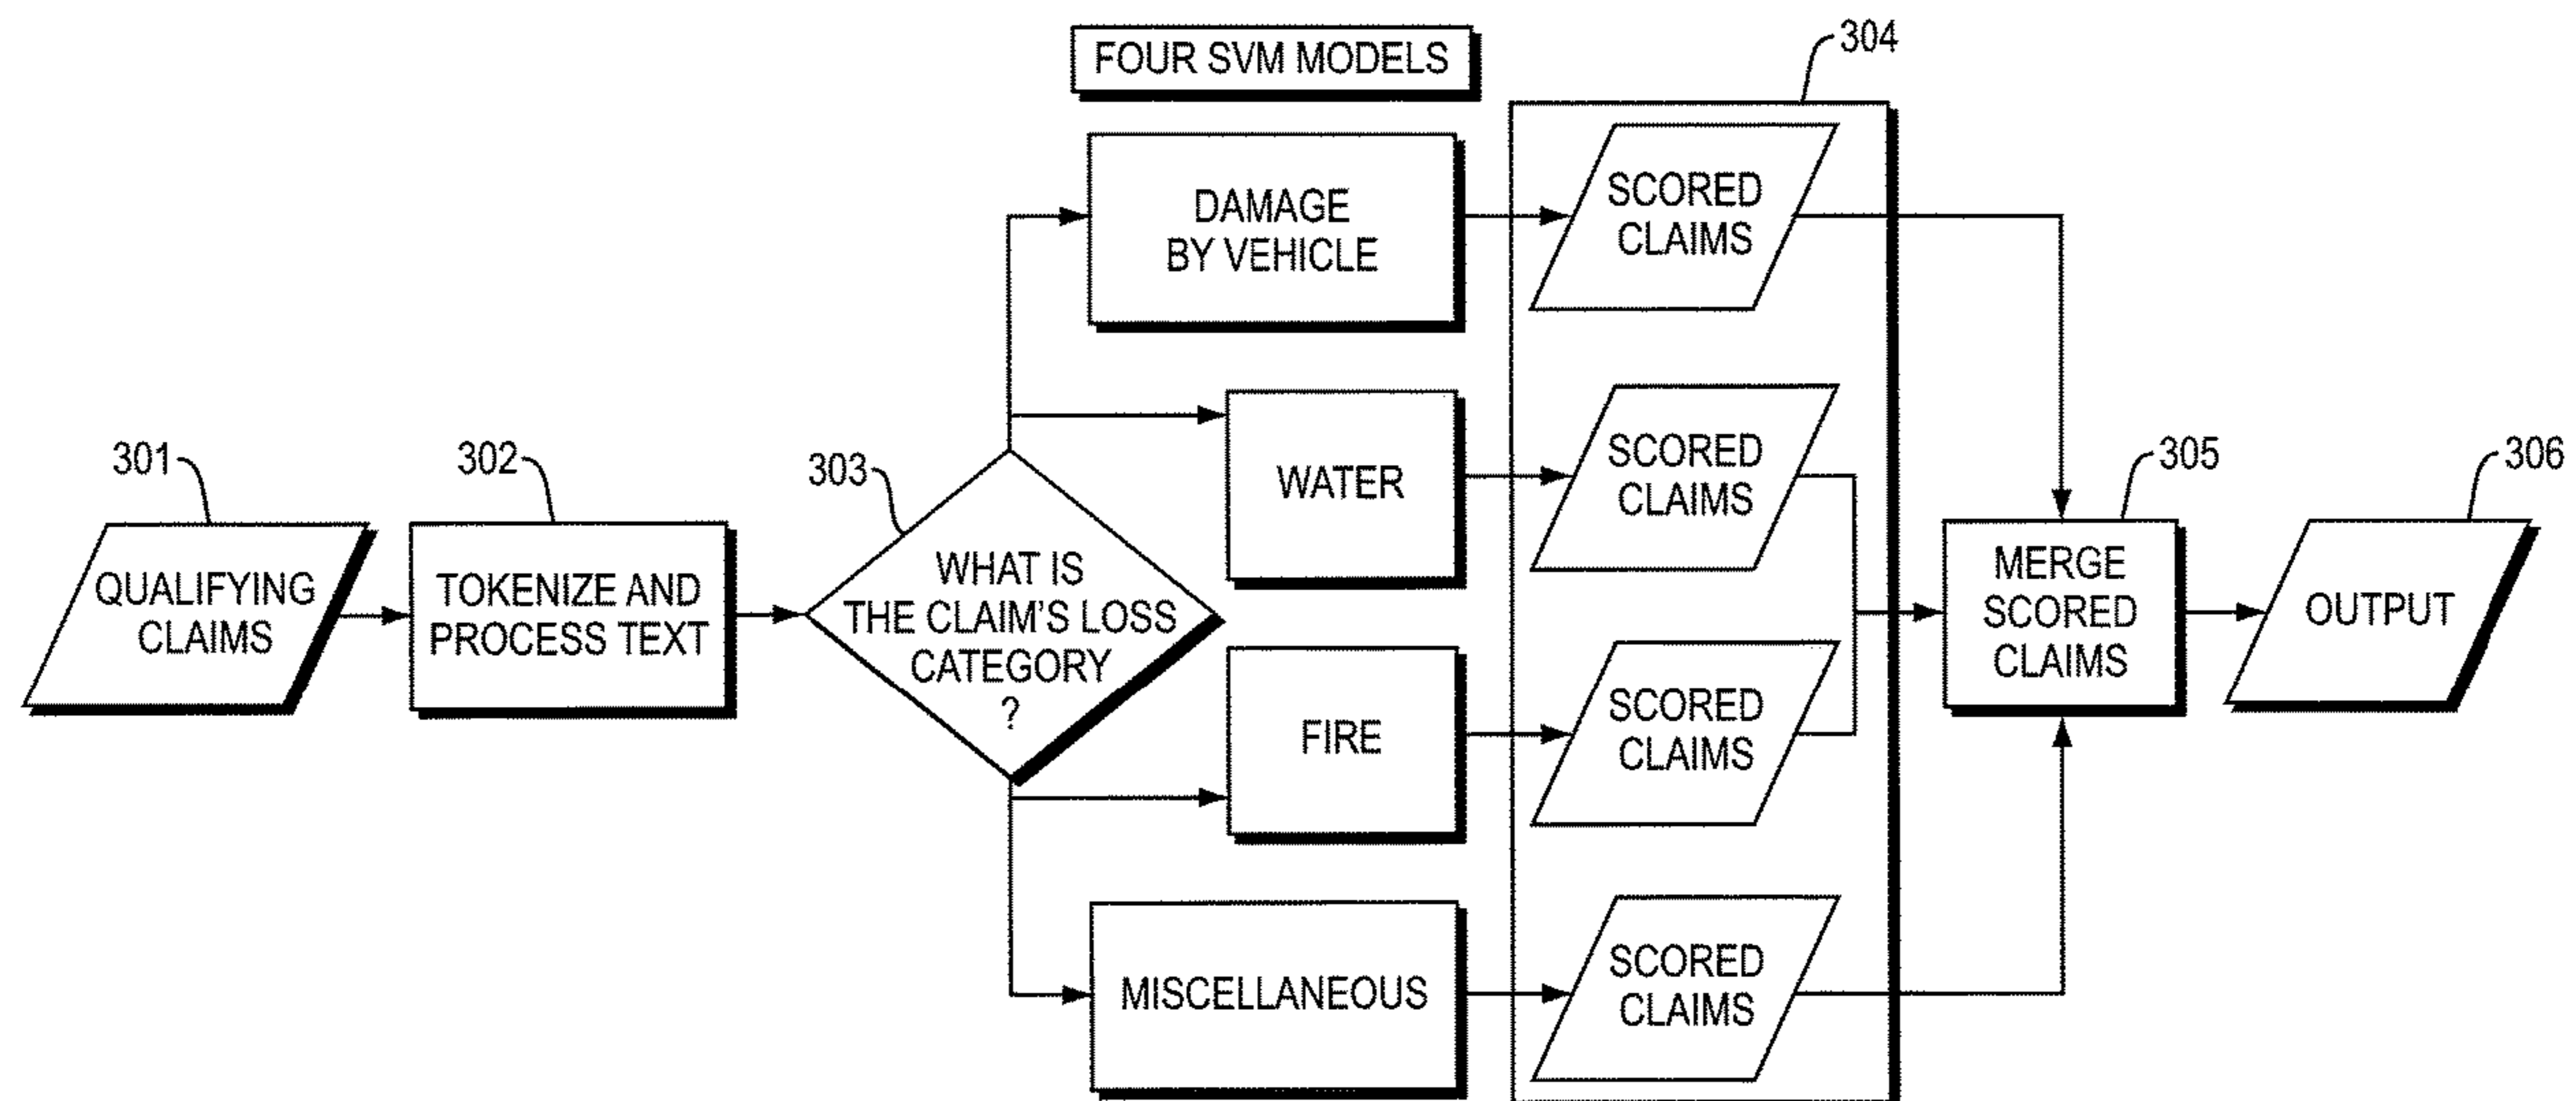 FOUR SVM MODELS
304
DAMAGE
BY VEHICLE
SCORED
CLAIMS
301
302
303
WATER
SCORED
CLAIMS
305
306
QUALIFYING
CLAIMS
TOKENIZE AND
PROCESS TEXT
WHAT IS
THE CLAIM'S LOSS
CATEGORY
?
MERGE
SCORED
CLAIMS
OUTPUT
FIRE
SCORED
CLAIMS
MISCELLANEOUS
SCORED
CLAIMS